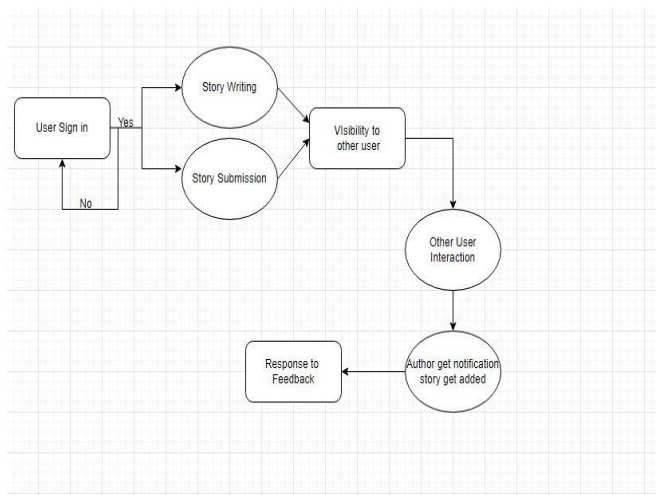 Story Writing
User Sign in
Yes
VIsibility to
other user
Story Submission
No
Other User
Interaction
Author get notification
story get added
Response to
Feedback